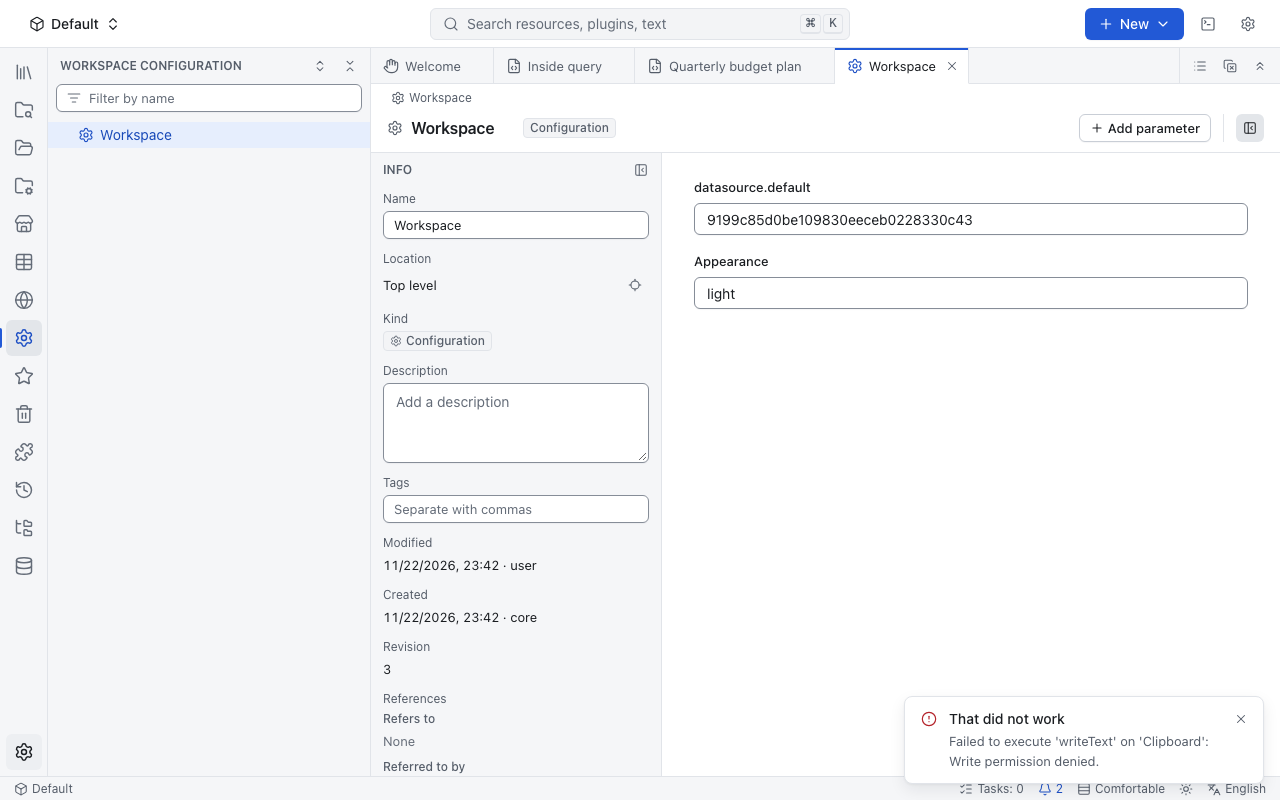 Default
Search resources, plugins, text
⌘ K
New
WORKSPACE CONFIGURATION
Filter by name
Workspace
Welcome
Inside query
Quarterly budget plan
Workspace
Workspace
Workspace
Configuration
Add parameter
INFO
Name
Workspace
Location
Top level
Kind
Configuration
Description
Add a description
Tags
Separate with commas
Modified
11/22/2026, 23:42 · user
Created
11/22/2026, 23:42 · core
Revision
3
References
Refers to
None
Referred to by
datasource.default
9199c85d0be109830eeceb0228330c43
Appearance
light
That did not work
Failed to execute 'writeText' on 'Clipboard':
Write permission denied.
Default
Tasks: 0
2
Comfortable
English